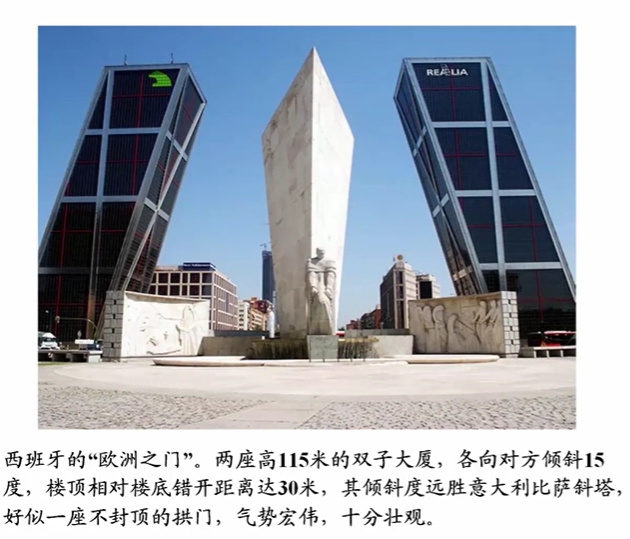 REALIA
西班牙的“欧洲之门”。两座高115米的双子大厦，各向对方倾斜15
度，楼顶相对楼底错开距离达30米，其倾斜度远胜意大利比萨斜塔，
好似一座不封顶的拱门，气势宏伟，十分壮观。